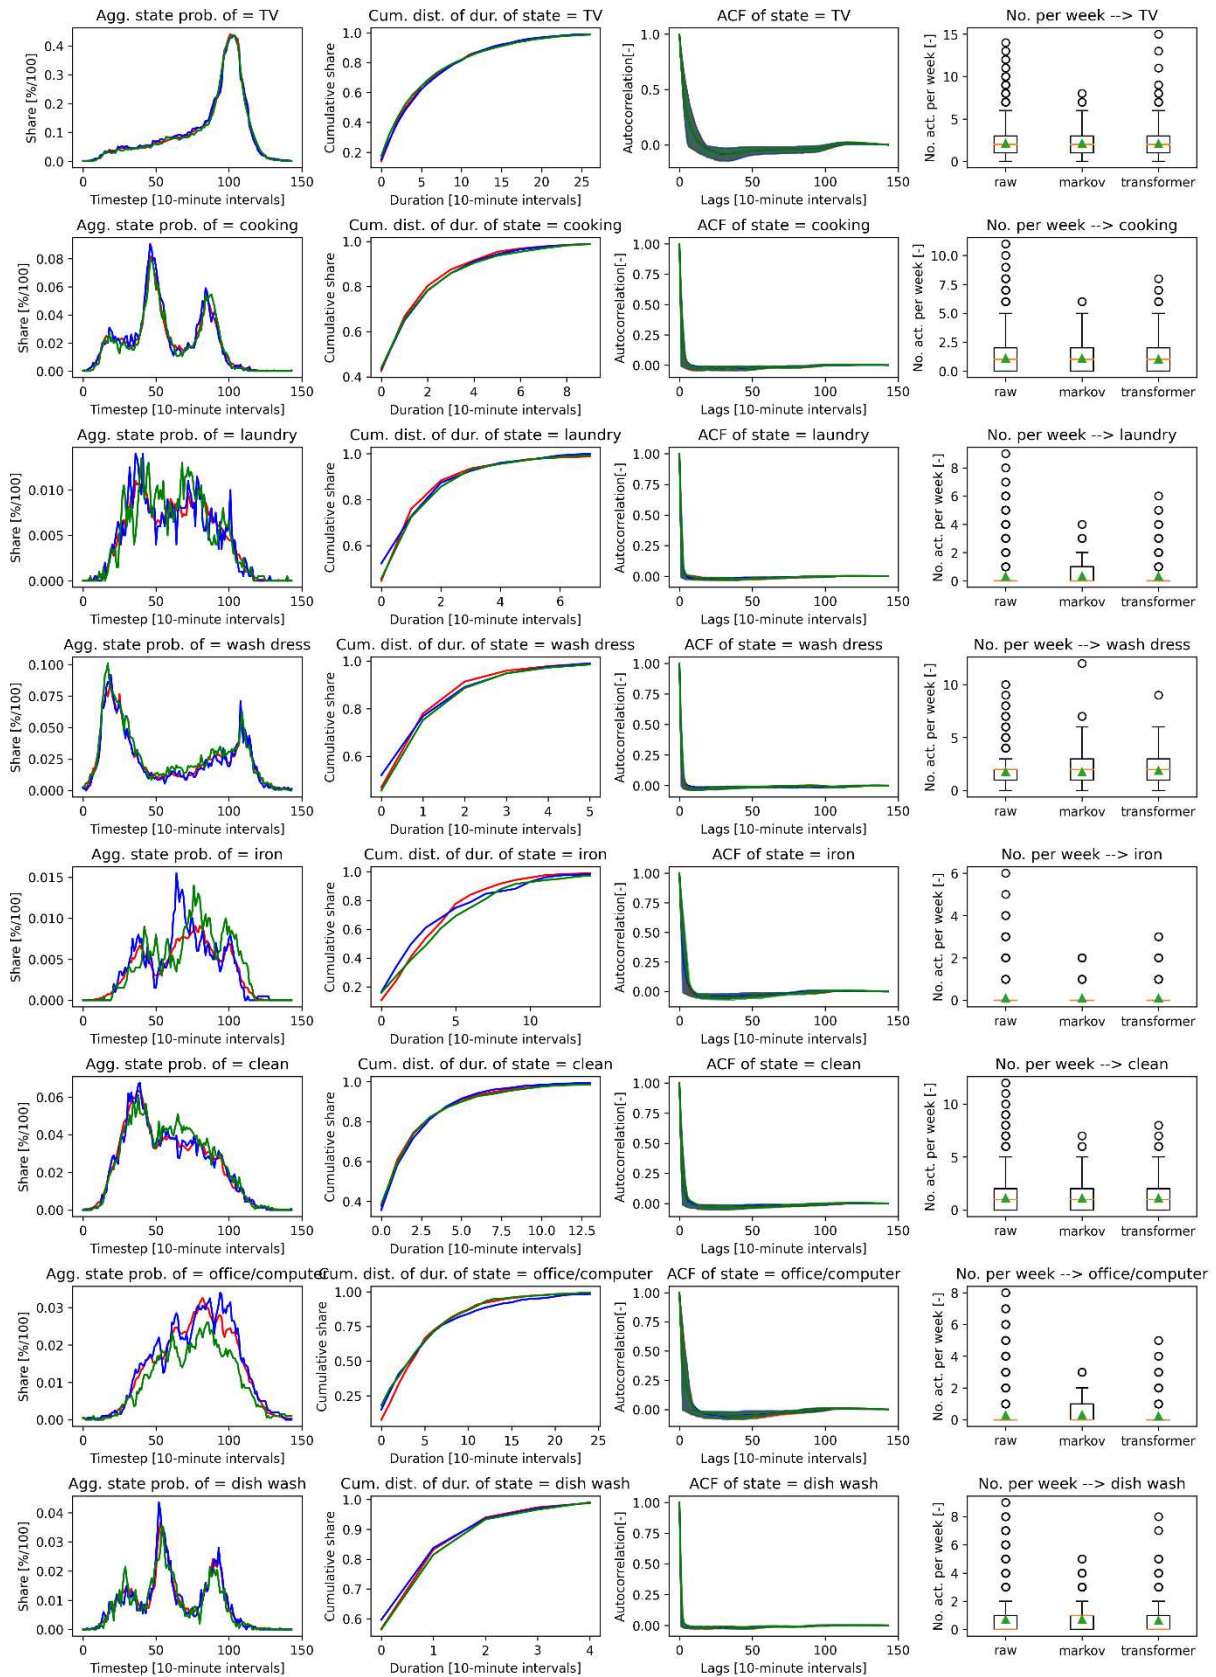 Agg. state prob. of = TV
Share [%/100]
0.4
0.3
0.2
0.1
0.0
0 50 100 150
Timestep [10-minute intervals]
Cum. dist. of dur. of state = TV
Cumulative share
1.0
0.8
0.6
0.4
0.2
0 5 10 15 20 25
Duration [10-minute intervals]
ACF of state = TV
Autocorrelation[-]
1.0
0.5
0.0
0 50 100 150
Lags [10-minute intervals]
No. per week --> TV
No. act. per week [-]
15
10
5
0
raw markov transformer
Agg. state prob. of = cooking
Share [%/100]
0.08
0.06
0.04
0.02
0.00
0 50 100 150
Timestep [10-minute intervals]
Cum. dist. of dur. of state = cooking
Cumulative share
1.0
0.8
0.6
0.4
0 2 4 6 8
Duration [10-minute intervals]
ACF of state = cooking
Autocorrelation[-]
1.00
0.75
0.50
0.25
0.00
0 50 100 150
Lags [10-minute intervals]
No. per week --> cooking
No. act. per week [-]
10.0
7.5
5.0
2.5
0.0
raw markov transformer
Agg. state prob. of = laundry
Share [%/100]
0.010
0.005
0.000
0 50 100 150
Timestep [10-minute intervals]
Cum. dist. of dur. of state = laundry
Cumulative share
1.0
0.8
0.6
0 2 4 6
Duration [10-minute intervals]
ACF of state = laundry
Autocorrelation[-]
1.00
0.75
0.50
0.25
0.00
0 50 100 150
Lags [10-minute intervals]
No. per week --> laundry
No. act. per week [-]
8
6
4
2
0
raw markov transformer
Agg. state prob. of = wash dress
Share [%/100]
0.100
0.075
0.050
0.025
0.000
0 50 100 150
Timestep [10-minute intervals]
Cum. dist. of dur. of state = wash dress
Cumulative share
1.0
0.8
0.6
0 1 2 3 4 5
Duration [10-minute intervals]
ACF of state = wash dress
Autocorrelation[-]
1.00
0.75
0.50
0.25
0.00
0 50 100 150
Lags [10-minute intervals]
No. per week --> wash dress
No. act. per week [-]
10
5
0
raw markov transformer
Agg. state prob. of = iron
Share [%/100]
0.015
0.010
0.005
0.000
0 50 100 150
Timestep [10-minute intervals]
Cum. dist. of dur. of state = iron
Cumulative share
1.0
0.8
0.6
0.4
0.2
0 5 10
Duration [10-minute intervals]
ACF of state = iron
Autocorrelation[-]
1.00
0.75
0.50
0.25
0.00
0 50 100 150
Lags [10-minute intervals]
No. per week --> iron
No. act. per week [-]
6
4
2
0
raw markov transformer
Agg. state prob. of = clean
Share [%/100]
0.06
0.04
0.02
0.00
0 50 100 150
Timestep [10-minute intervals]
Cum. dist. of dur. of state = clean
Cumulative share
1.0
0.8
0.6
0.4
0.0 2.5 5.0 7.5 10.0 12.5
Duration [10-minute intervals]
ACF of state = clean
Autocorrelation[-]
1.00
0.75
0.50
0.25
0.00
0 50 100 150
Lags [10-minute intervals]
No. per week --> clean
No. act. per week [-]
10
5
0
raw markov transformer
Agg. state prob. of = office/computer
Share [%/100]
0.03
0.02
0.01
0.00
0 50 100 150
Timestep [10-minute intervals]
Cum. dist. of dur. of state = office/computer
Cumulative share
1.00
0.75
0.50
0.25
0 5 10 15 20 25
Duration [10-minute intervals]
ACF of state = office/computer
Autocorrelation[-]
1.00
0.75
0.50
0.25
0.00
0 50 100 150
Lags [10-minute intervals]
No. per week --> office/computer
No. act. per week [-]
8
6
4
2
0
raw markov transformer
Agg. state prob. of = dish wash
Share [%/100]
0.04
0.03
0.02
0.01
0.00
0 50 100 150
Timestep [10-minute intervals]
Cum. dist. of dur. of state = dish wash
Cumulative share
1.0
0.9
0.8
0.7
0.6
0 1 2 3 4
Duration [10-minute intervals]
ACF of state = dish wash
Autocorrelation[-]
1.00
0.75
0.50
0.25
0.00
0 50 100 150
Lags [10-minute intervals]
No. per week --> dish wash
No. act. per week [-]
8
6
4
2
0
raw markov transformer